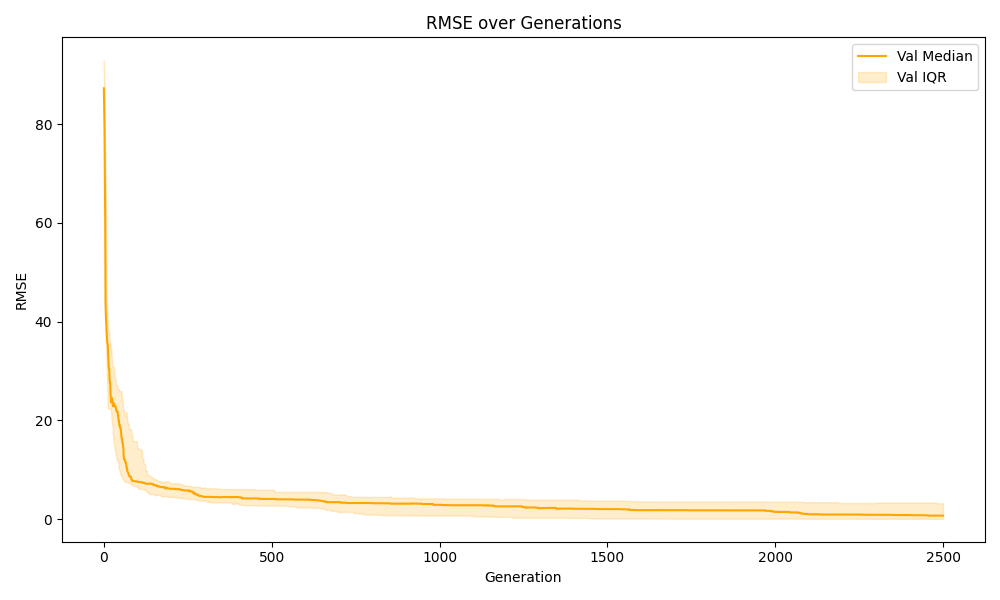 RMSE over Generations
Val Median
Val IQR
80
60
40
20
0
RMSE
0 500 1000 1500 2000 2500
Generation